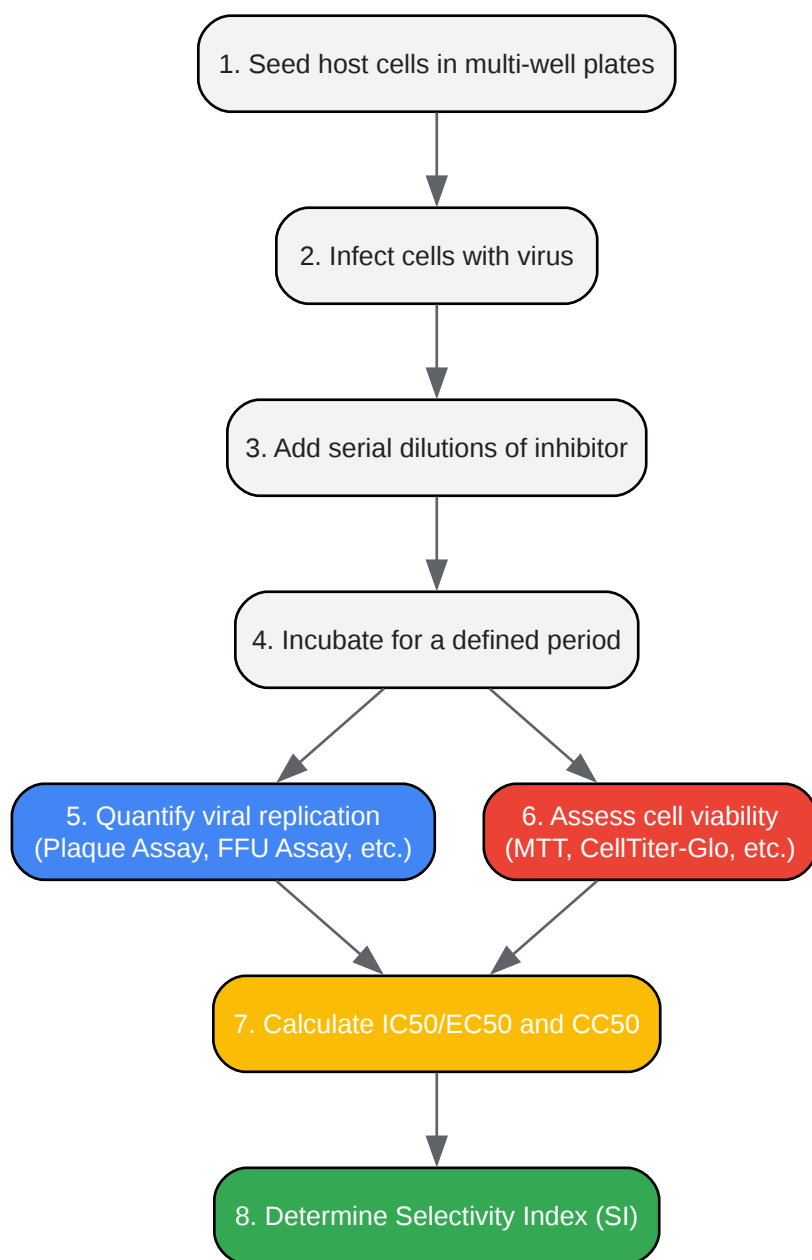 1. Seed host cells in multi-well plates
2. Infect cells with virus
3. Add serial dilutions of inhibitor
4. Incubate for a defined period
5. Quantify viral replication
(Plaque Assay, FFU Assay, etc.)
6. Assess cell viability
(MTT, CellTiter-Glo, etc.)
7. Calculate IC50/EC50 and CC50
8. Determine Selectivity Index (SI)